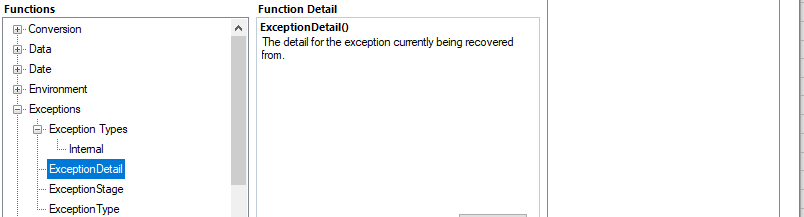 Functions
Conversion
Data
Date
Environment
Exceptions
Exception Types
Internal
ExceptionDetail
ExceptionStage
ExceptionType
Function Detail
ExceptionDetail()
The detail for the exception currently being recovered
from.